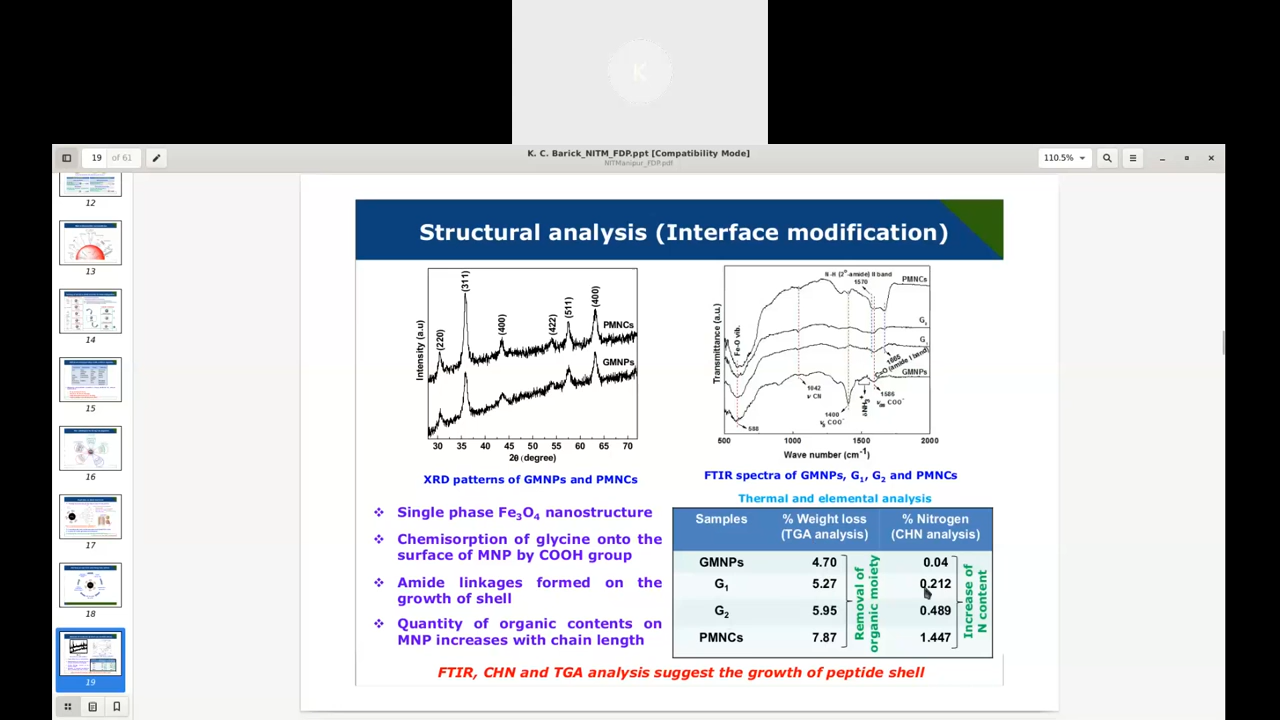 K
19 of 61
K. C. Barick_NITM_FDP.ppt [Compatibility Mode]
NITManipur_FDP.pdf
110.5%
12
13
14
15
16
17
18
19
Structural analysis (Interface modification)
Intensity (a.u)
(220)
(311)
(400)
(422)
(511)
(400)
PMNCs
GMNPs
30 35 40 45 50 55 60 65 70
2θ (degree)
XRD patterns of GMNPs and PMNCs
Transmittance (a.u.)
Fe-O vib.
N-H (2°-amide) II band
1570
PMNCs
G
G
1665
C=O (amide I band)
GMNPs
1042
ν CN
1586
νas COO⁻
1400
νs COO⁻
δNH3+
588
500 1000 1500 2000
Wave number (cm⁻¹)
FTIR spectra of GMNPs, G₁, G₂ and PMNCs
❖ Single phase Fe₃O₄ nanostructure
❖ Chemisorption of glycine onto the
surface of MNP by COOH group
❖ Amide linkages formed on the
growth of shell
❖ Quantity of organic contents on
MNP increases with chain length
Thermal and elemental analysis
Samples % Weight loss % Nitrogen
(TGA analysis) (CHN analysis)
GMNPs 4.70 0.04
G₁ 5.27 0.212
G₂ 5.95 0.489
PMNCs 7.87 1.447
Removal of
organic moiety
Increase of
N content
FTIR, CHN and TGA analysis suggest the growth of peptide shell